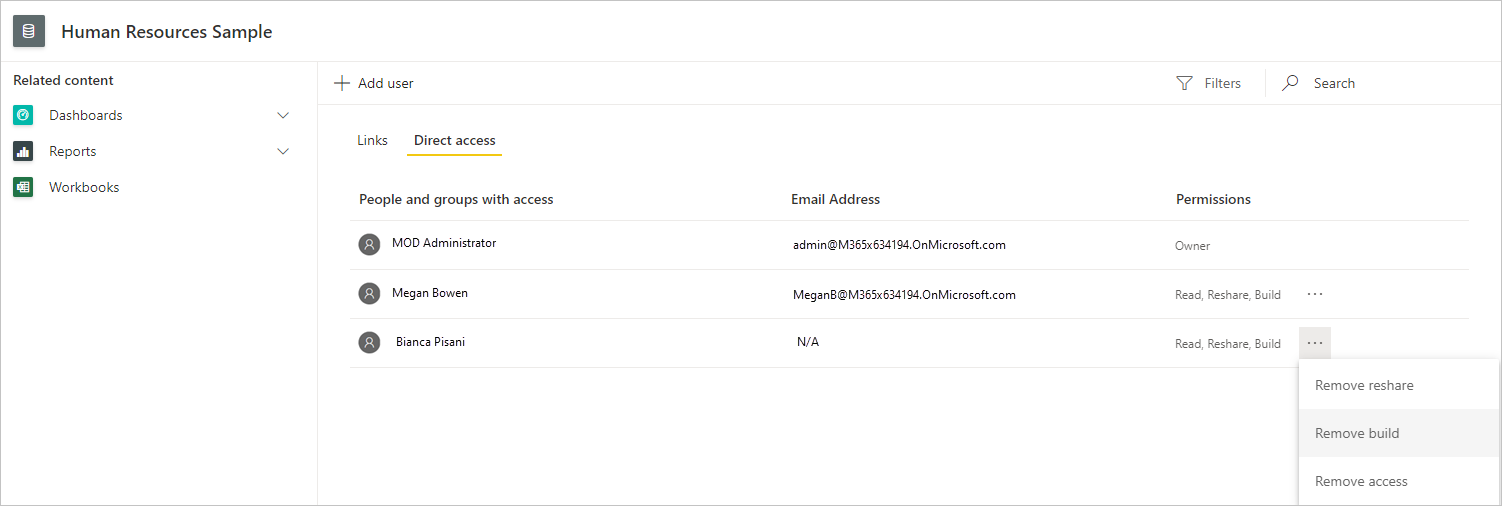 Human Resources Sample
Related content
Dashboards
Reports
Workbooks
Add user
Filters
Search
Links
Direct access
People and groups with access Email Address Permissions
MOD Administrator admin@M365x634194.OnMicrosoft.com Owner
Megan Bowen MeganB@M365x634194.OnMicrosoft.com Read, Reshare, Build ...
Bianca Pisani N/A Read, Reshare, Build ...
Remove reshare
Remove build
Remove access